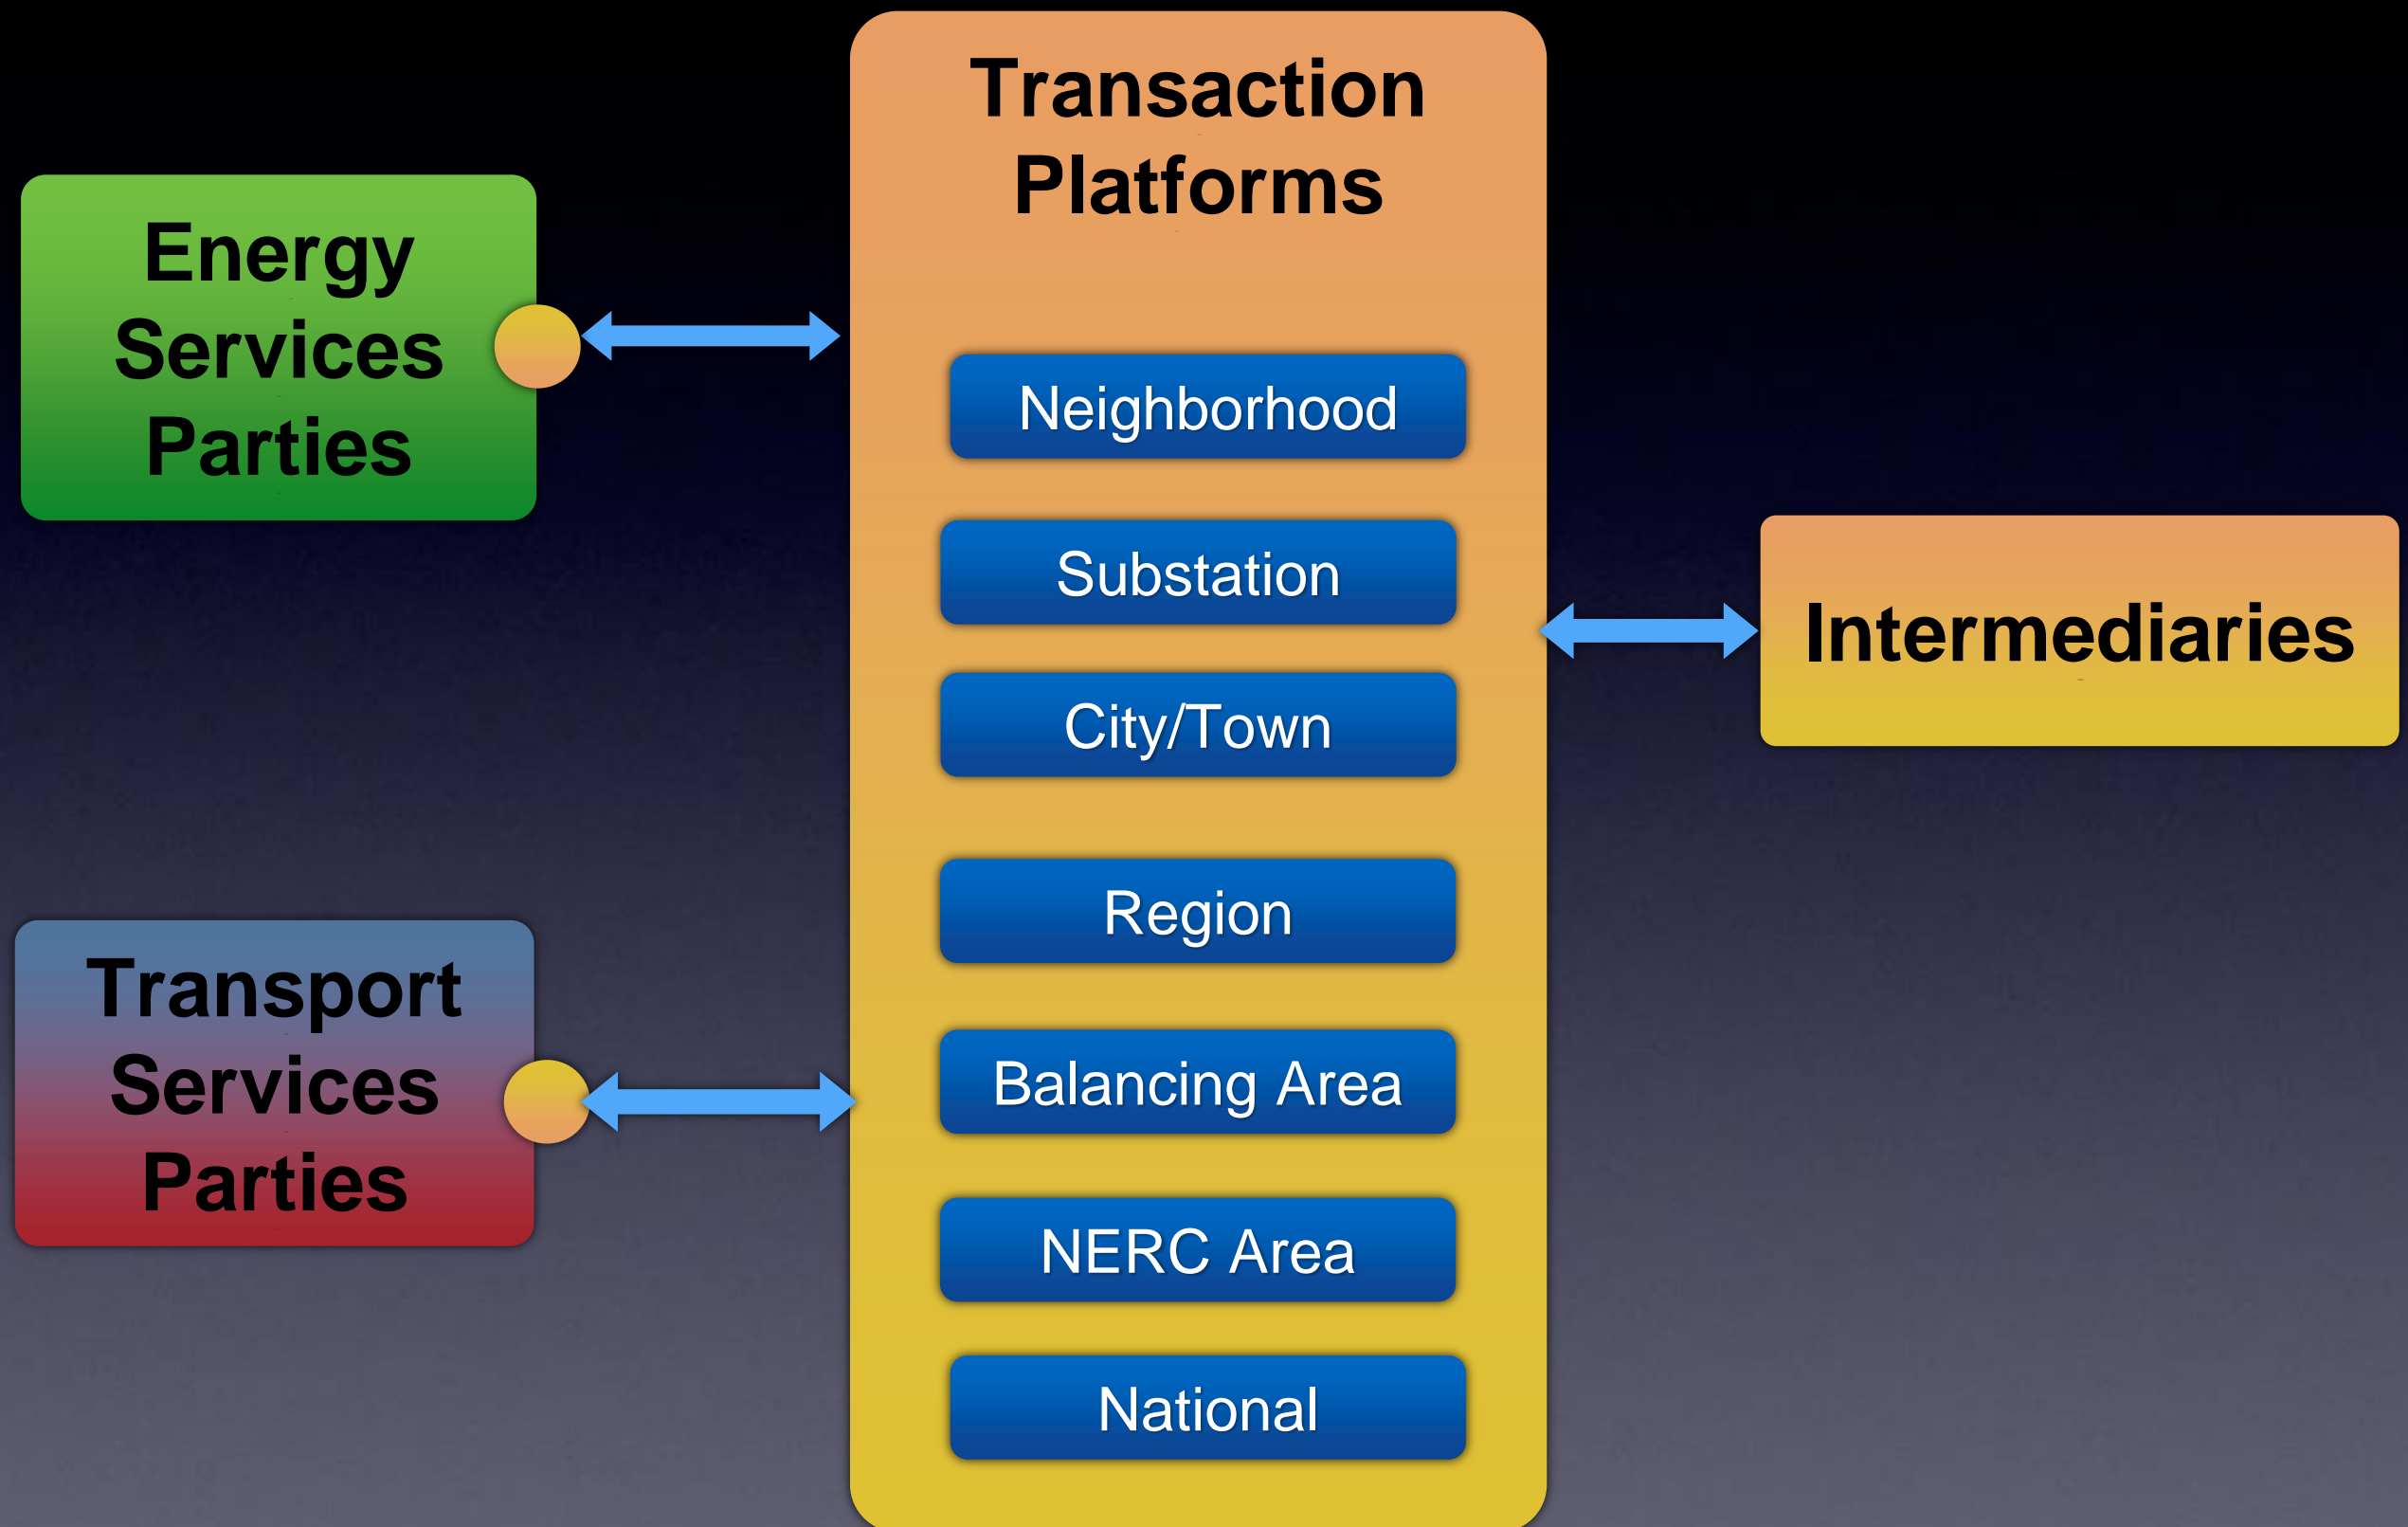 Transaction
Platforms
Energy
Services
Parties
Neighborhood
Substation
City/Town
Intermediaries
Region
Transport
Services
Parties
Balancing Area
NERC Area
National